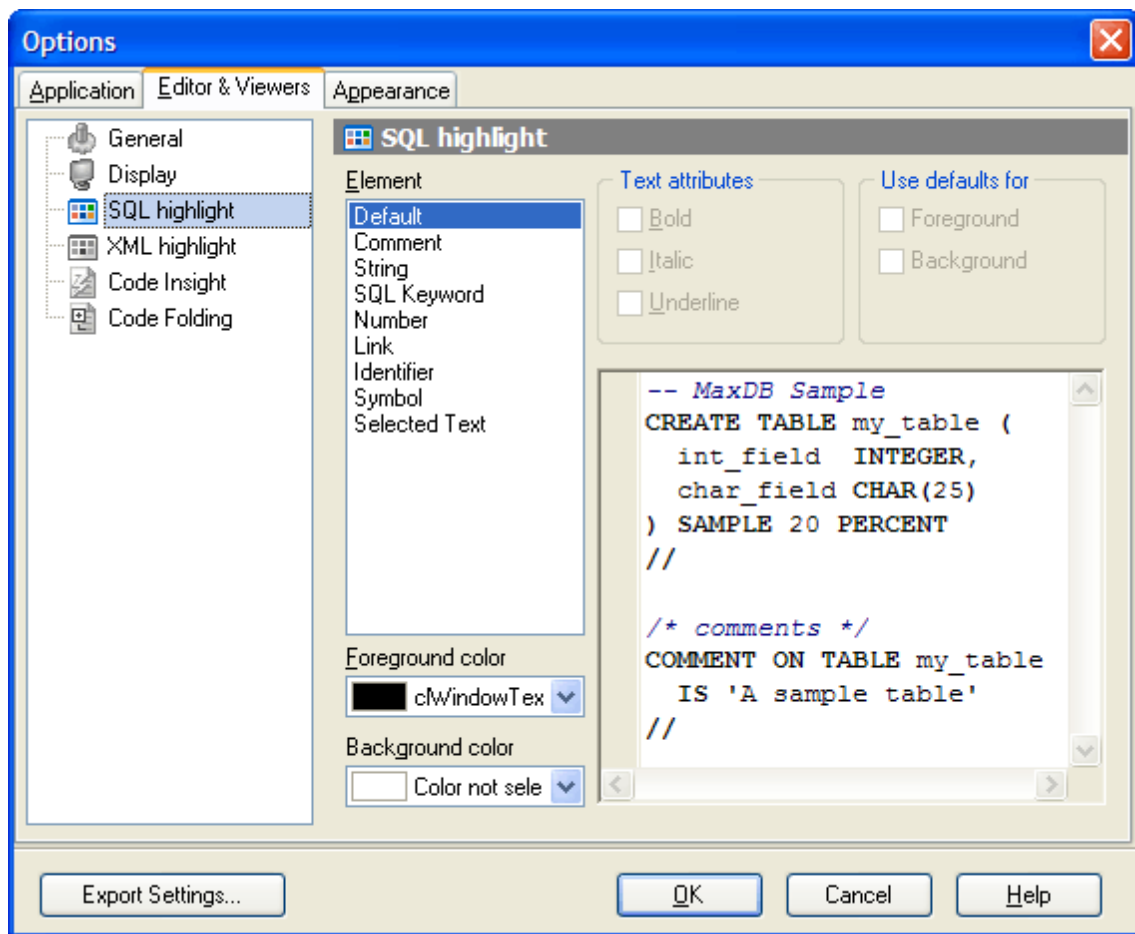 Options
Application
Editor & Viewers
Appearance
General
Display
SQL highlight
XML highlight
Code Insight
Code Folding
SQL highlight
Element
Default
Comment
String
SQL Keyword
Number
Link
Identifier
Symbol
Selected Text
Foreground color
clWindowTex
Background color
Color not sele
Text attributes
Bold
Italic
Underline
Use defaults for
Foreground
Background
-- MaxDB Sample
CREATE TABLE my_table (
  int_field  INTEGER,
  char_field CHAR(25)
) SAMPLE 20 PERCENT
//
/* comments */
COMMENT ON TABLE my_table
  IS 'A sample table'
//
Export Settings...
OK
Cancel
Help